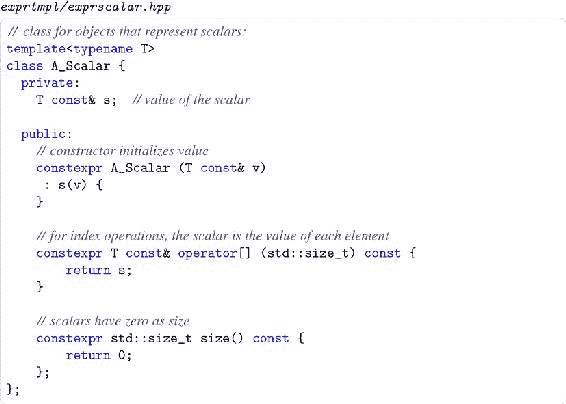 exprtmpl/exprscalar.hpp
// class for objects that represent scalars:
template<typename T>
class A_Scalar {
  private:
    T const& s;  // value of the scalar

  public:
    // constructor initializes value
    constexpr A_Scalar (T const& v)
     : s(v) {
    }

    // for index operations, the scalar is the value of each element
    constexpr T const& operator[] (std::size_t) const {
        return s;
    }

    // scalars have zero as size
    constexpr std::size_t size() const {
        return 0;
    };
};